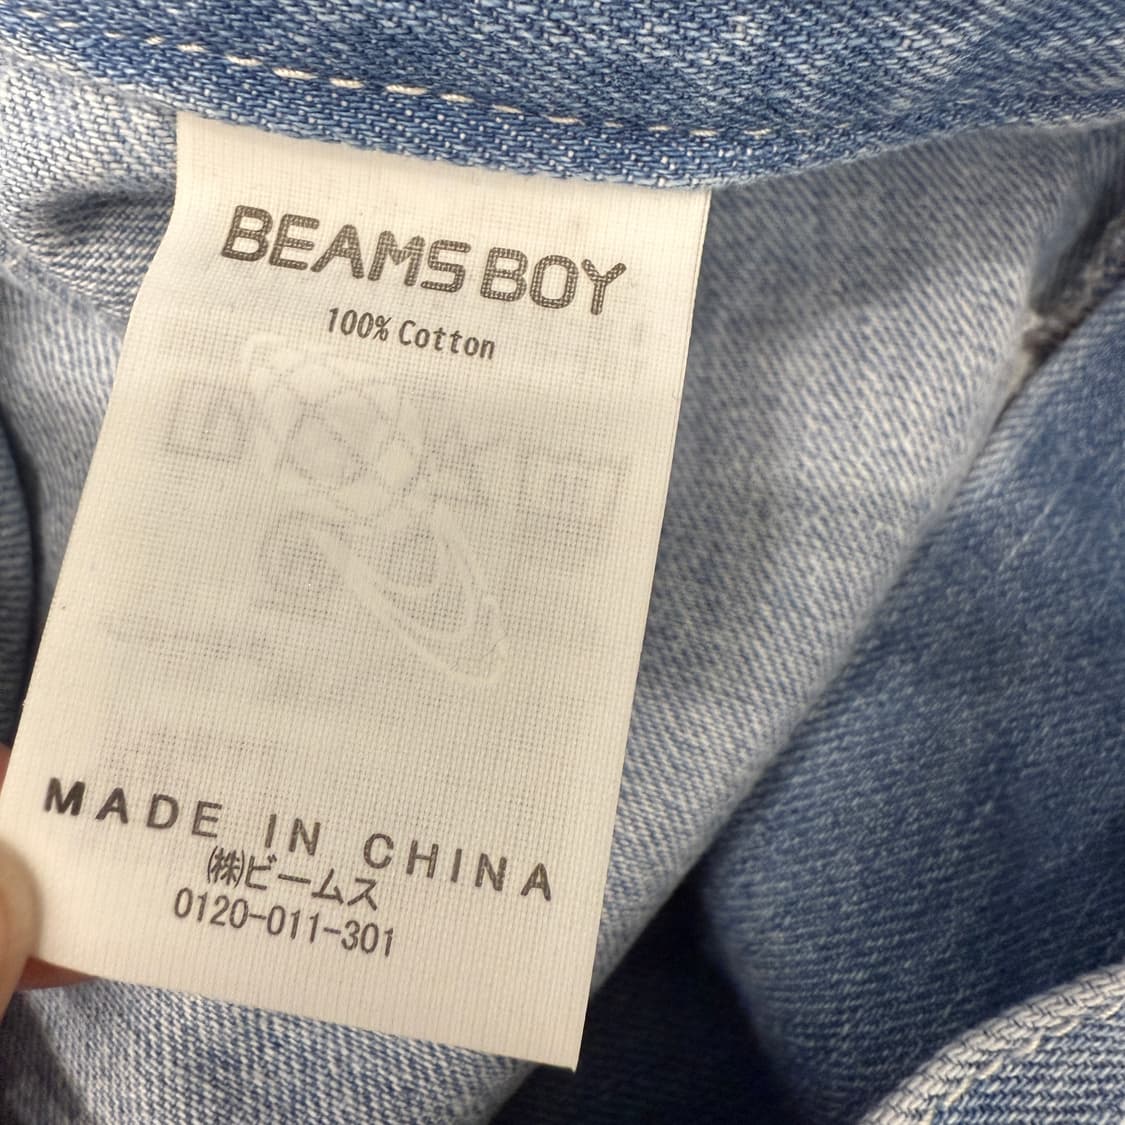 BEAMS BOY
100% Cotton
MADE IN CHINA
㈱ビームス
0120-011-301